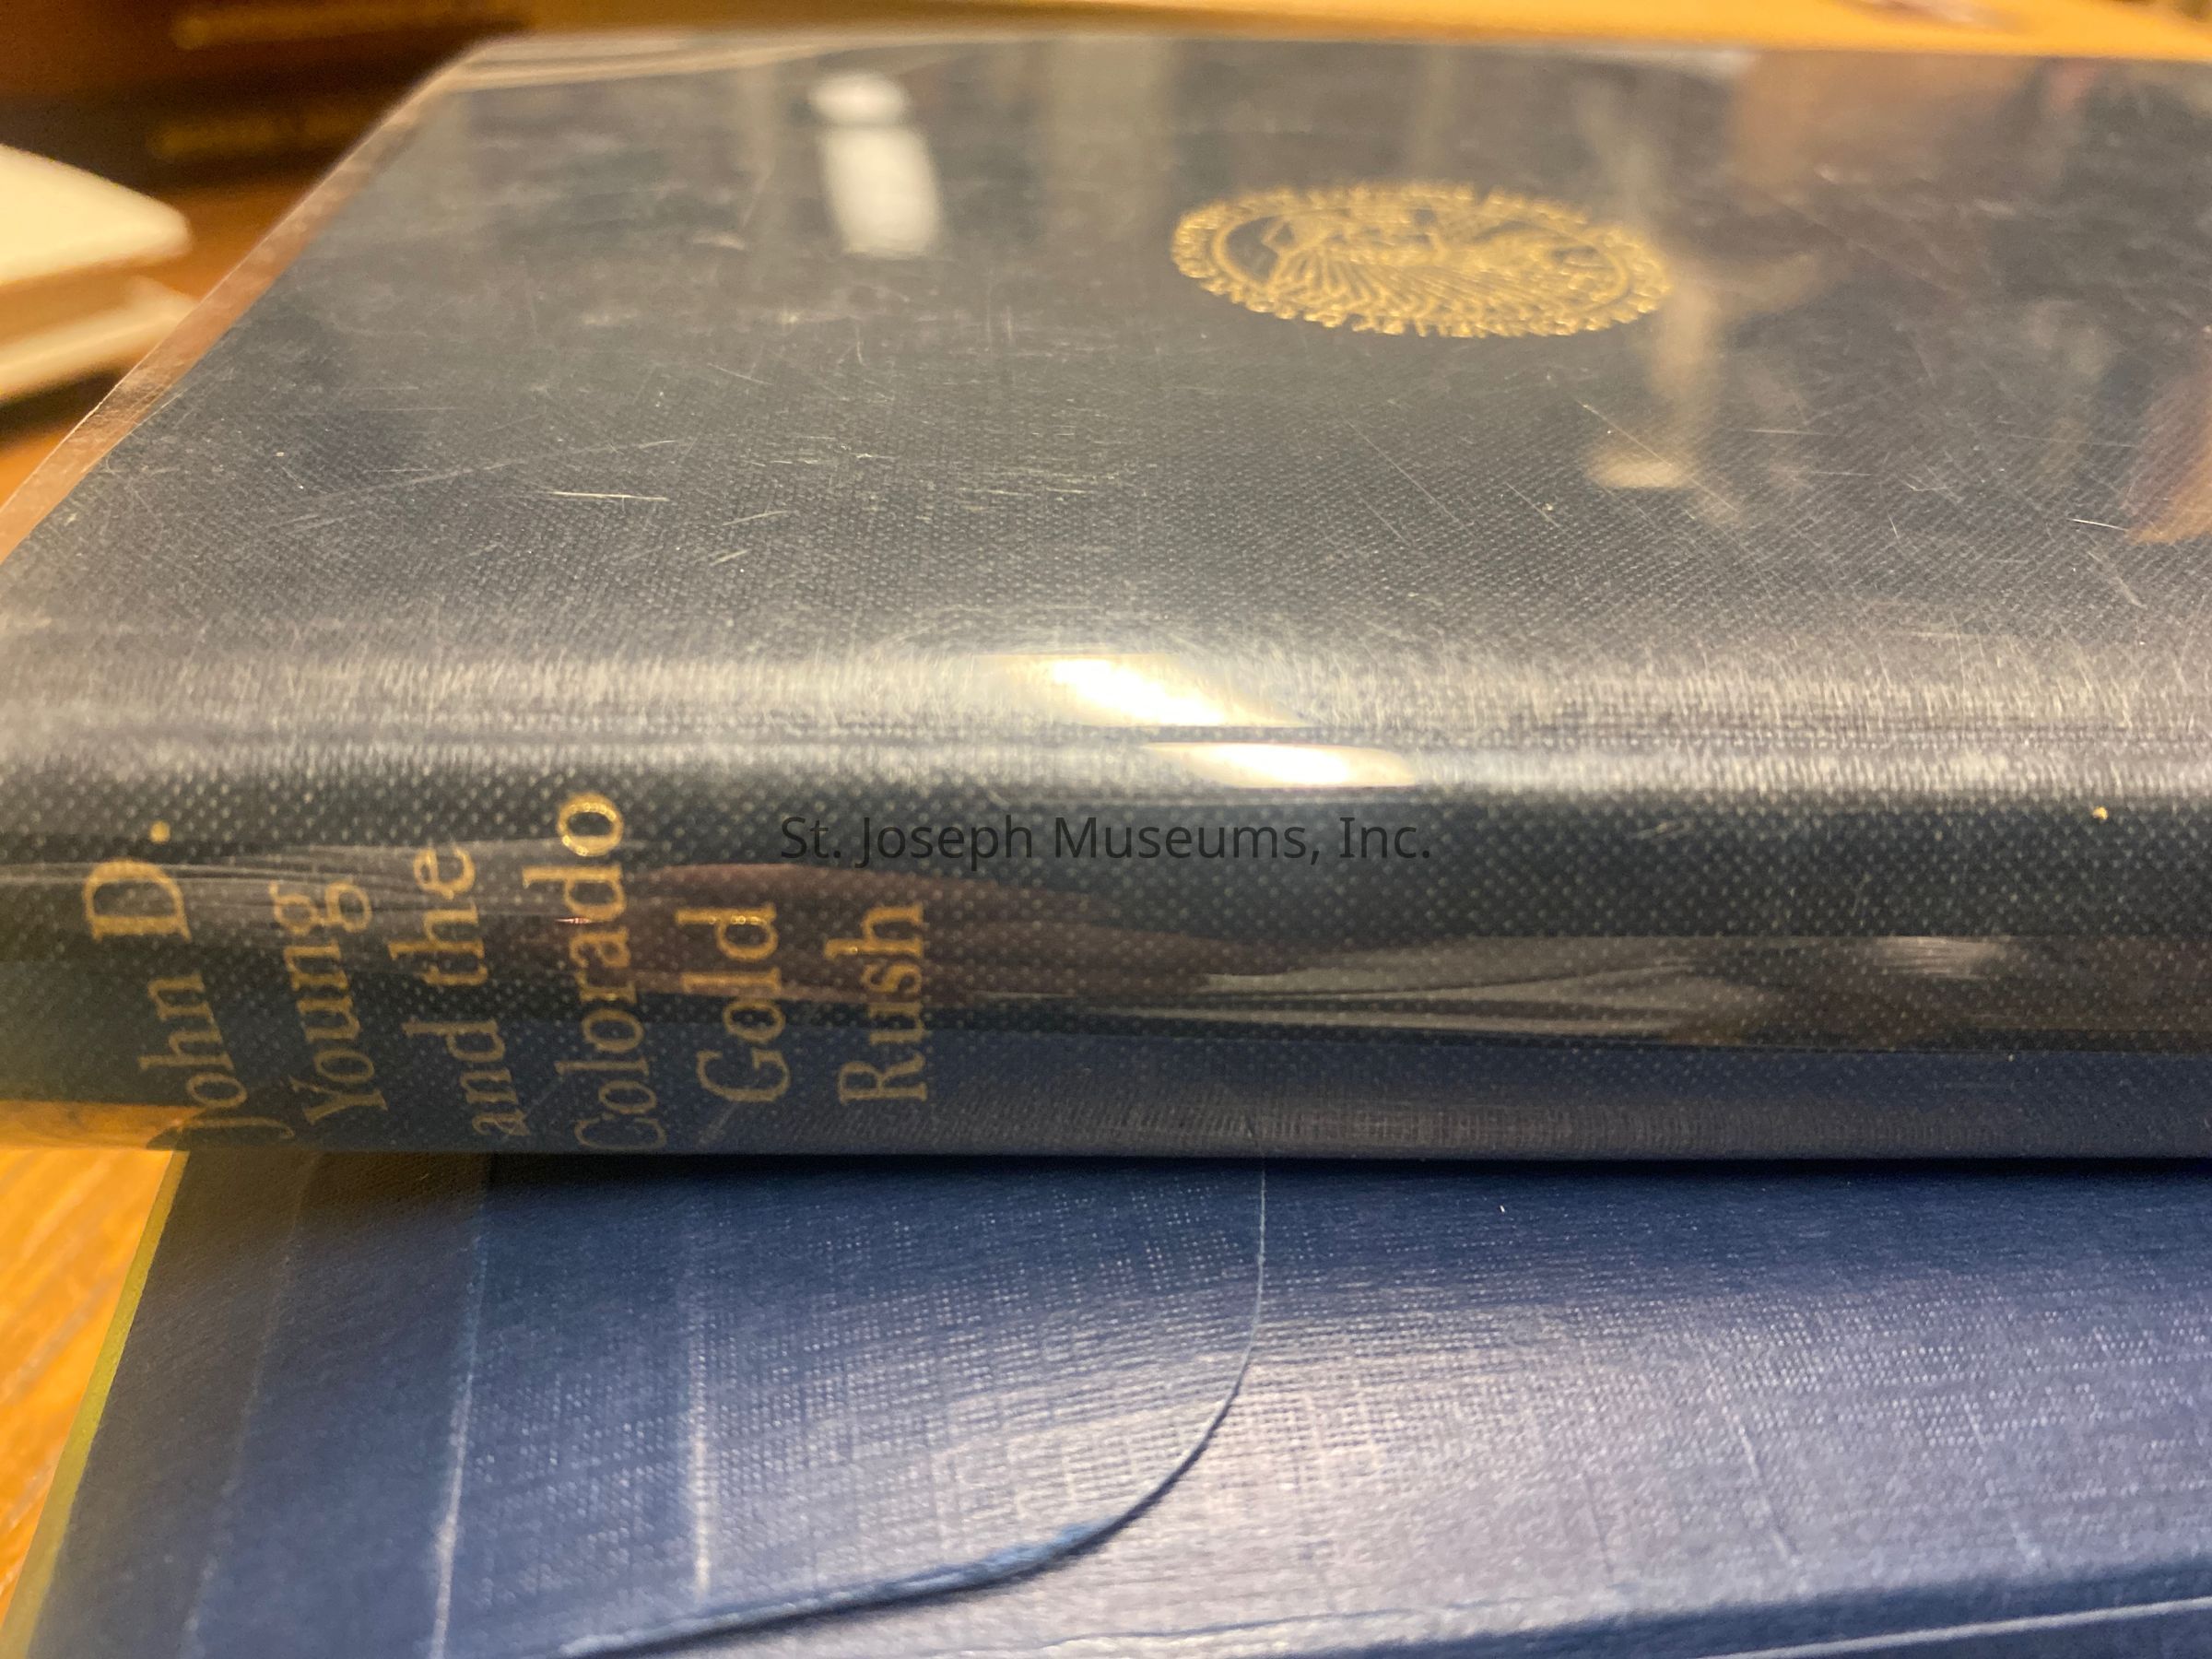 John D.
Young
and the
Colorado
Gold
Rush
St. Joseph Museums, Inc.